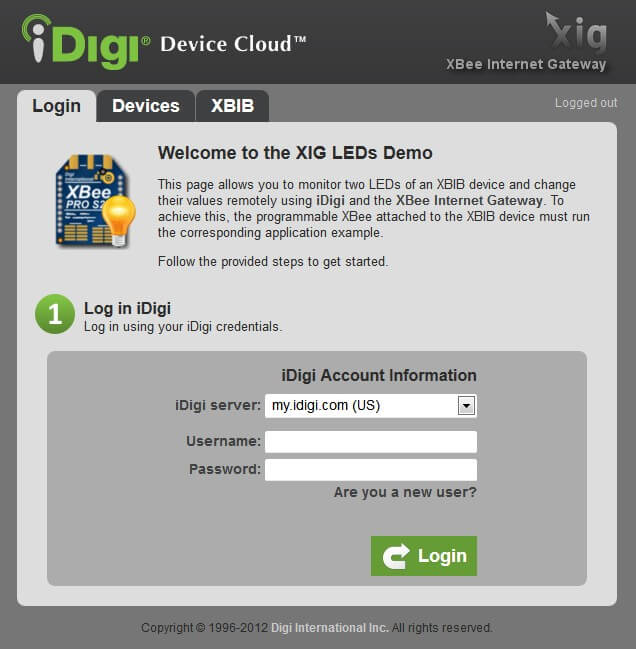 iDigi® Device Cloud™
xig
XBee Internet Gateway
Login
Devices
XBIB
Logged out
Digi
International
XBee
PRO S2
Welcome to the XIG LEDs Demo
This page allows you to monitor two LEDs of an XBIB device and change
their values remotely using iDigi and the XBee Internet Gateway. To
achieve this, the programmable XBee attached to the XBIB device must run
the corresponding application example.
Follow the provided steps to get started.
1
Log in iDigi
Log in using your iDigi credentials.
iDigi Account Information
iDigi server: my.idigi.com (US)
Username:
Password:
Are you a new user?
Login
Copyright © 1996-2012 Digi International Inc. All rights reserved.